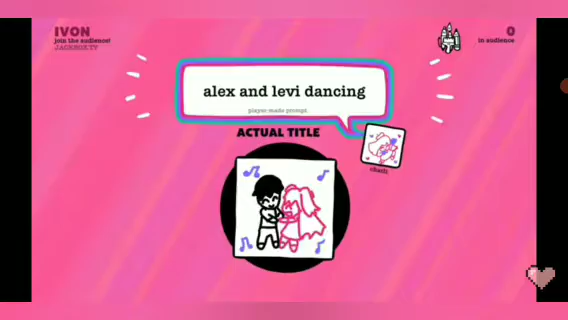 IVON
join the audience!
JACKBOX.TV
0
in audience
alex and levi dancing
player-made prompt
ACTUAL TITLE